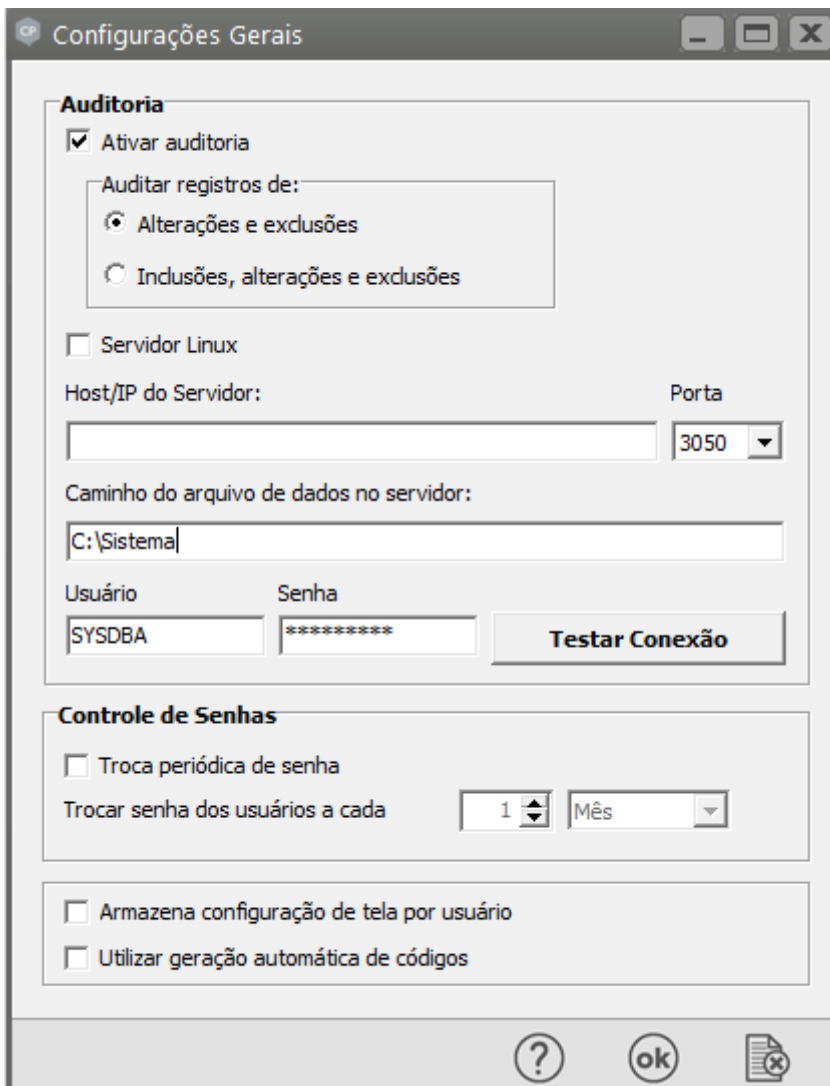 CP Configurações Gerais
Auditoria
Ativar auditoria
Auditar registros de:
Alterações e exclusões
Inclusões, alterações e exclusões
Servidor Linux
Host/IP do Servidor: Porta
3050
Caminho do arquivo de dados no servidor:
C:\Sistema
Usuário Senha
SYSDBA ********* Testar Conexão
Controle de Senhas
Troca periódica de senha
Trocar senha dos usuários a cada 1 Mês
Armazena configuração de tela por usuário
Utilizar geração automática de códigos
? ok